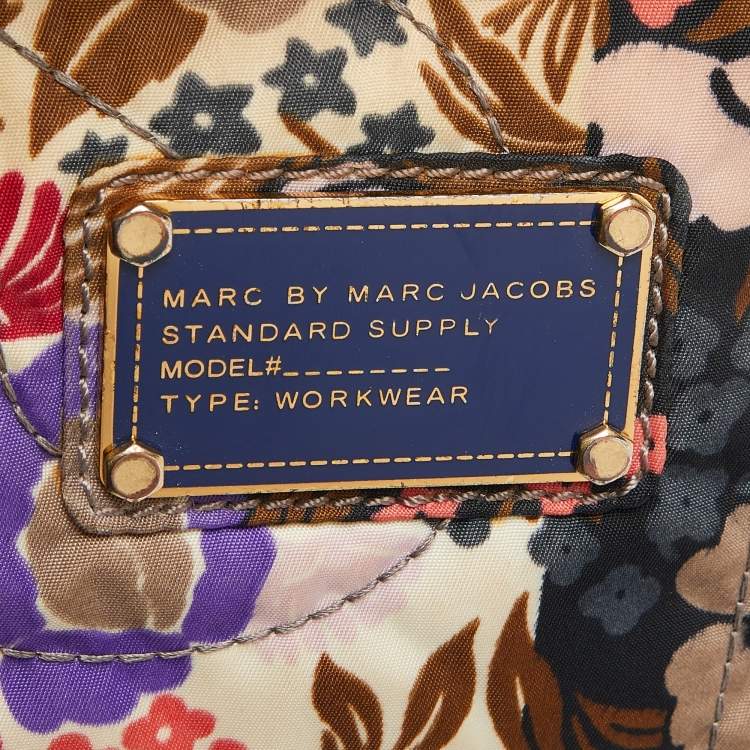 MARC BY MARC JACOBS
STANDARD SUPPLY
MODEL#________
TYPE: WORKWEAR